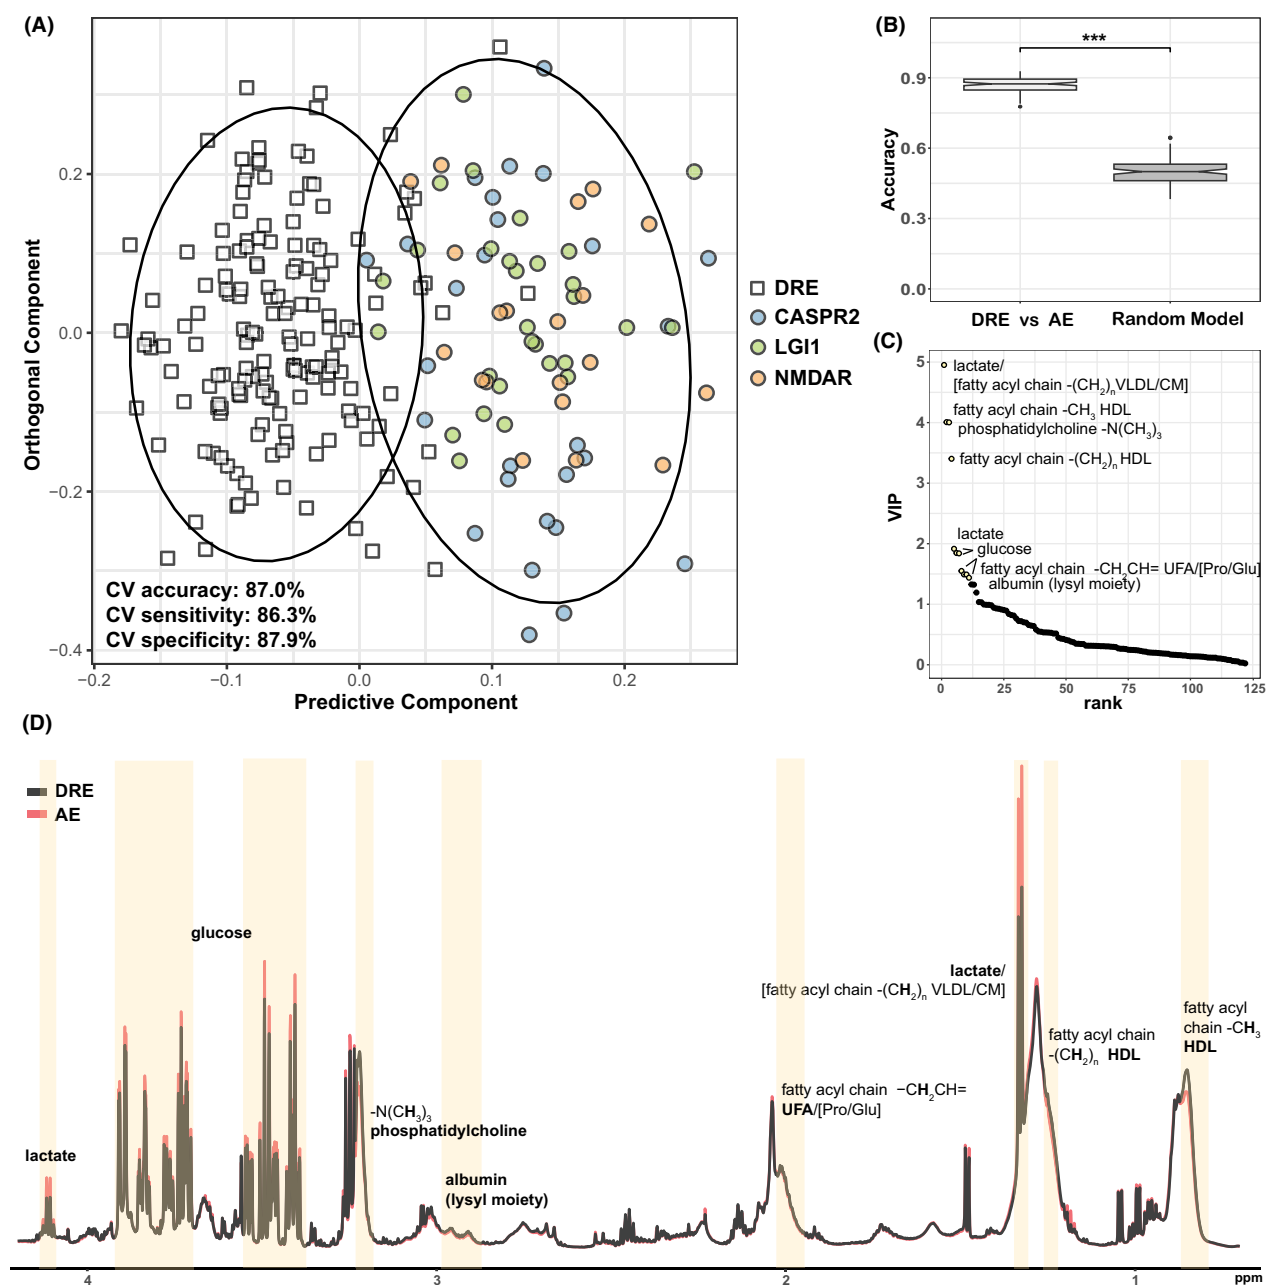 (A)
0.2
0.0
−0.2
−0.4
Orthogonal Component
CV accuracy: 87.0%
CV sensitivity: 86.3%
CV specificity: 87.9%
−0.2
−0.1
0.0
0.1
0.2
Predictive Component
DRE
CASPR2
LGI1
NMDAR
(B)
***
0.9
0.6
0.3
0.0
Accuracy
DRE vs AE
Random Model
(C)
5
4
3
2
1
0
VIP
lactate/
[fatty acyl chain -(CH₂)ₙVLDL/CM]
fatty acyl chain -CH₃ HDL
phosphatidylcholine -N(CH₃)₃
fatty acyl chain -(CH₂)ₙ HDL
lactate
glucose
fatty acyl chain -CH₂CH= UFA/[Pro/Glu]
albumin (lysyl moiety)
0
25
50
75
100
125
rank
(D)
DRE
AE
lactate
glucose
-N(CH₃)₃
phosphatidylcholine
albumin
(lysyl moiety)
fatty acyl chain −CH₂CH=
UFA/[Pro/Glu]
lactate/
[fatty acyl chain -(CH₂)ₙ VLDL/CM]
fatty acyl chain
-(CH₂)ₙ HDL
fatty acyl
chain -CH₃
HDL
4
3
2
1
ppm